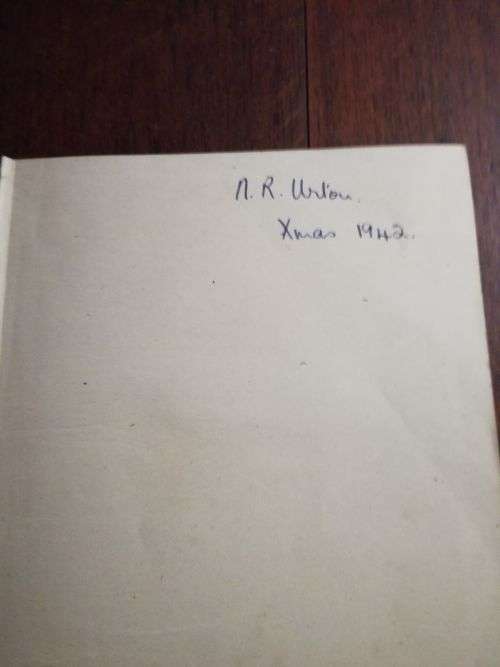 N. R. Urton.
Xmas 1942.